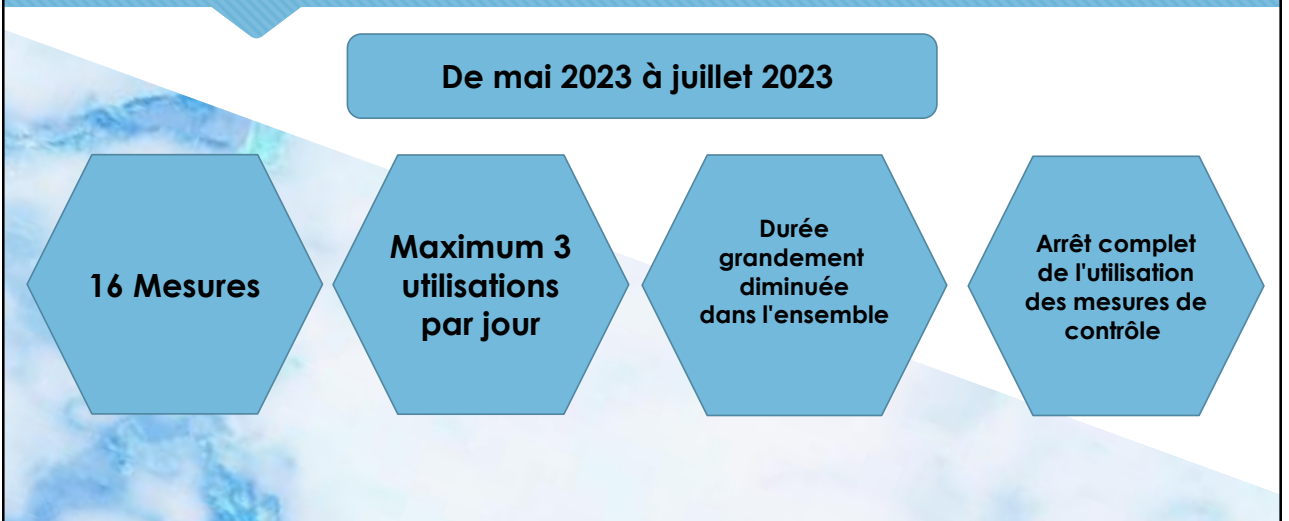 De mai 2023 à juillet 2023
16 Mesures
Maximum 3
utilisations
par jour
Durée
grandement
diminuée
dans l'ensemble
Arrêt complet
de l'utilisation
des mesures de
contrôle